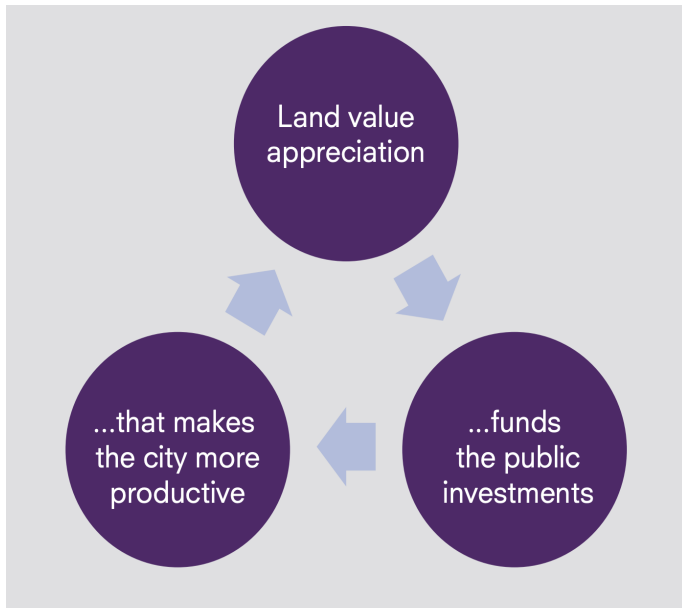 Land value
appreciation
...funds
the public
investments
...that makes
the city more
productive